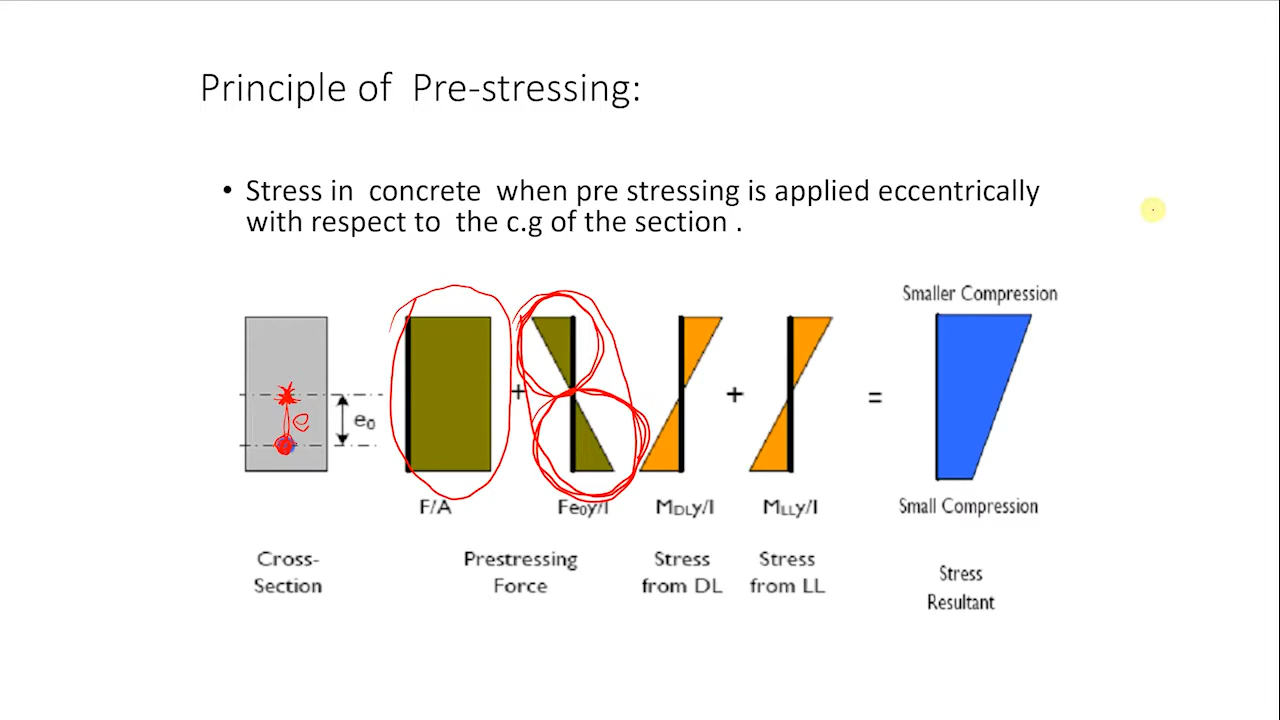 Principle of Pre-stressing:
• Stress in concrete when pre stressing is applied eccentrically
with respect to the c.g of the section .
Smaller Compression
e
e₀
+
+
=
F/A
Fe₀y/I
M_DLy/I
M_LLy/I
Small Compression
Cross-
Section
Prestressing
Force
Stress
from DL
Stress
from LL
Stress
Resultant